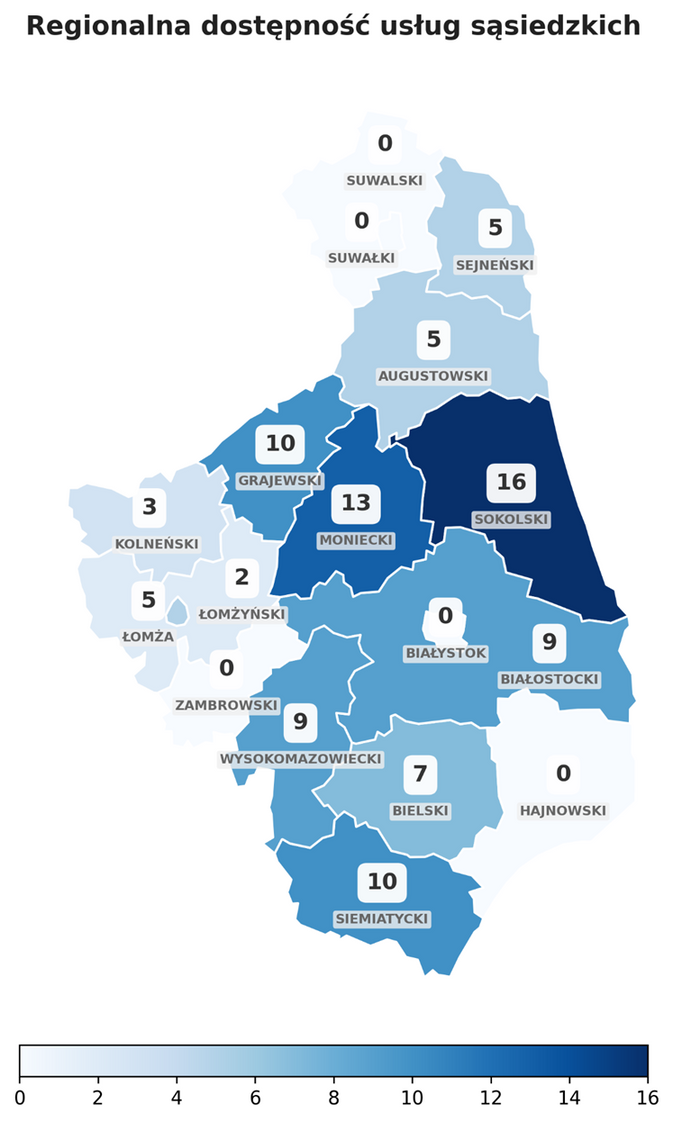 Regionalna dostępność usług sąsiedzkich
0
SUWALSKI
0
SUWAŁKI
5
SEJNEŃSKI
5
AUGUSTOWSKI
10
GRAJEWSKI
16
SOKOLSKI
13
MONIECKI
3
KOLNEŃSKI
2
ŁOMŻYŃSKI
5
ŁOMŻA
0
BIAŁYSTOK
9
BIAŁOSTOCKI
0
ZAMBROWSKI
9
WYSOKOMAZOWIECKI
7
BIELSKI
0
HAJNOWSKI
10
SIEMIATYCKI
0 2 4 6 8 10 12 14 16